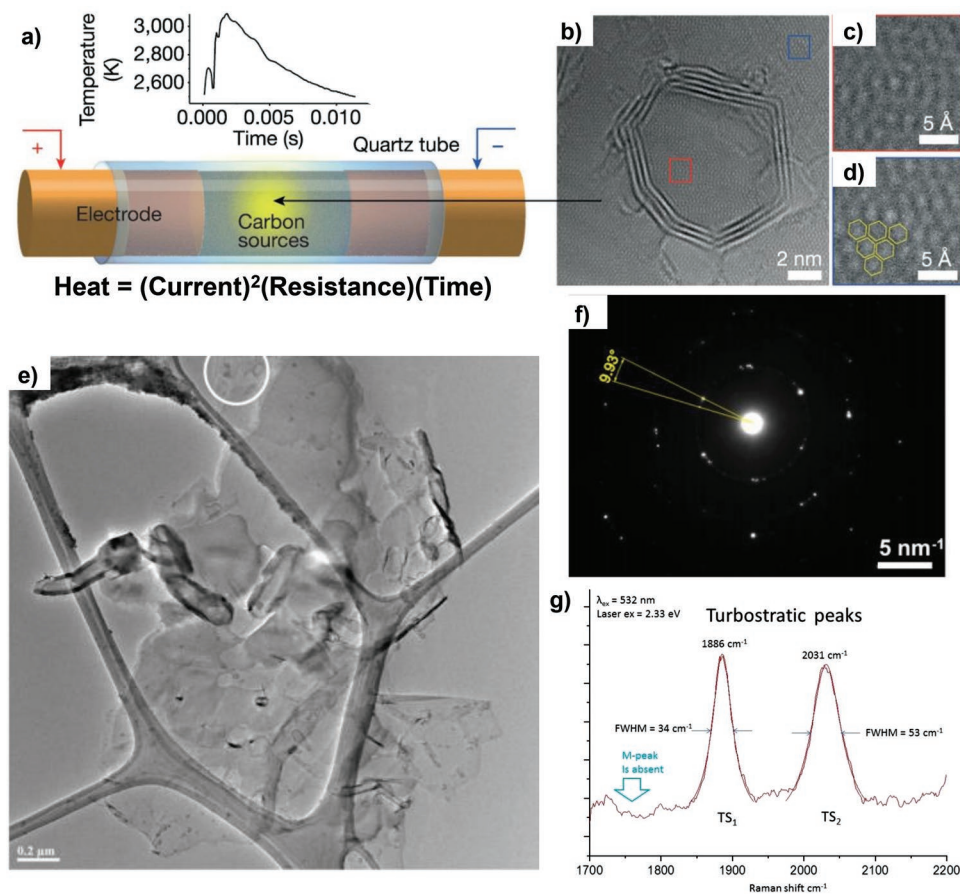 a)
Temperature
(K)
3,000
2,800
2,600
0.000 0.005 0.010
Time (s)
+
Quartz tube
−
Electrode
Carbon
sources
Heat = (Current)²(Resistance)(Time)
b)
2 nm
c)
5 Å
d)
5 Å
e)
0.2 µm
f)
9.93°
5 nm⁻¹
g)
λex = 532 nm
Laser ex = 2.33 eV
Turbostratic peaks
1886 cm⁻¹
2031 cm⁻¹
FWHM = 34 cm⁻¹
FWHM = 53 cm⁻¹
M-peak
Is absent
TS₁
TS₂
1700 1800 1900 2000 2100 2200
Raman shift cm⁻¹